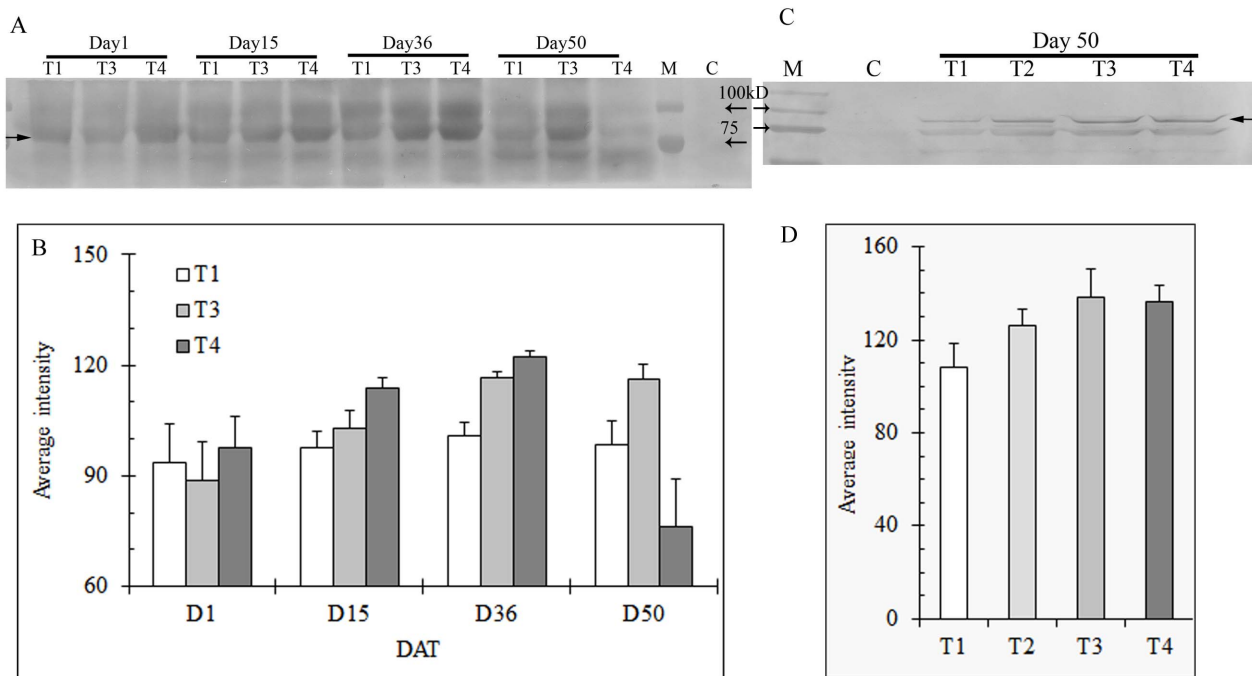 A
Day1 Day15 Day36 Day50
T1 T3 T4 T1 T3 T4 T1 T3 T4 T1 T3 T4 M C
C
Day 50
M C T1 T2 T3 T4
100kD
75
B
150
120
90
60
Average intensity
T1
T3
T4
D1 D15 D36 D50
DAT
D
160
120
80
40
0
Average intensity
T1 T2 T3 T4